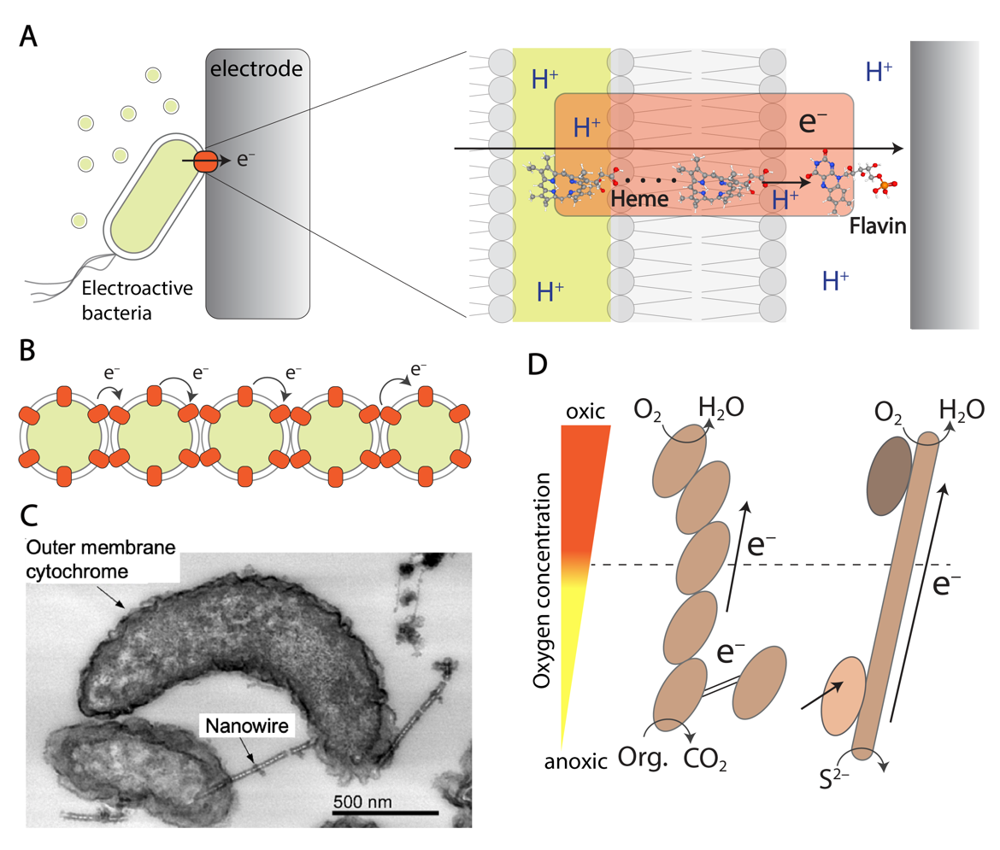 A
electrode
e⁻
Electroactive
bacteria
H⁺
H⁺
H⁺
e⁻
H⁺
Heme
H⁺
Flavin
H⁺
H⁺
B
e⁻
e⁻
e⁻
e⁻
C
Outer membrane
cytochrome
Nanowire
500 nm
D
oxic
O₂
H₂O
O₂
H₂O
Oxygen concentration
e⁻
e⁻
e⁻
anoxic
Org.
CO₂
S²⁻